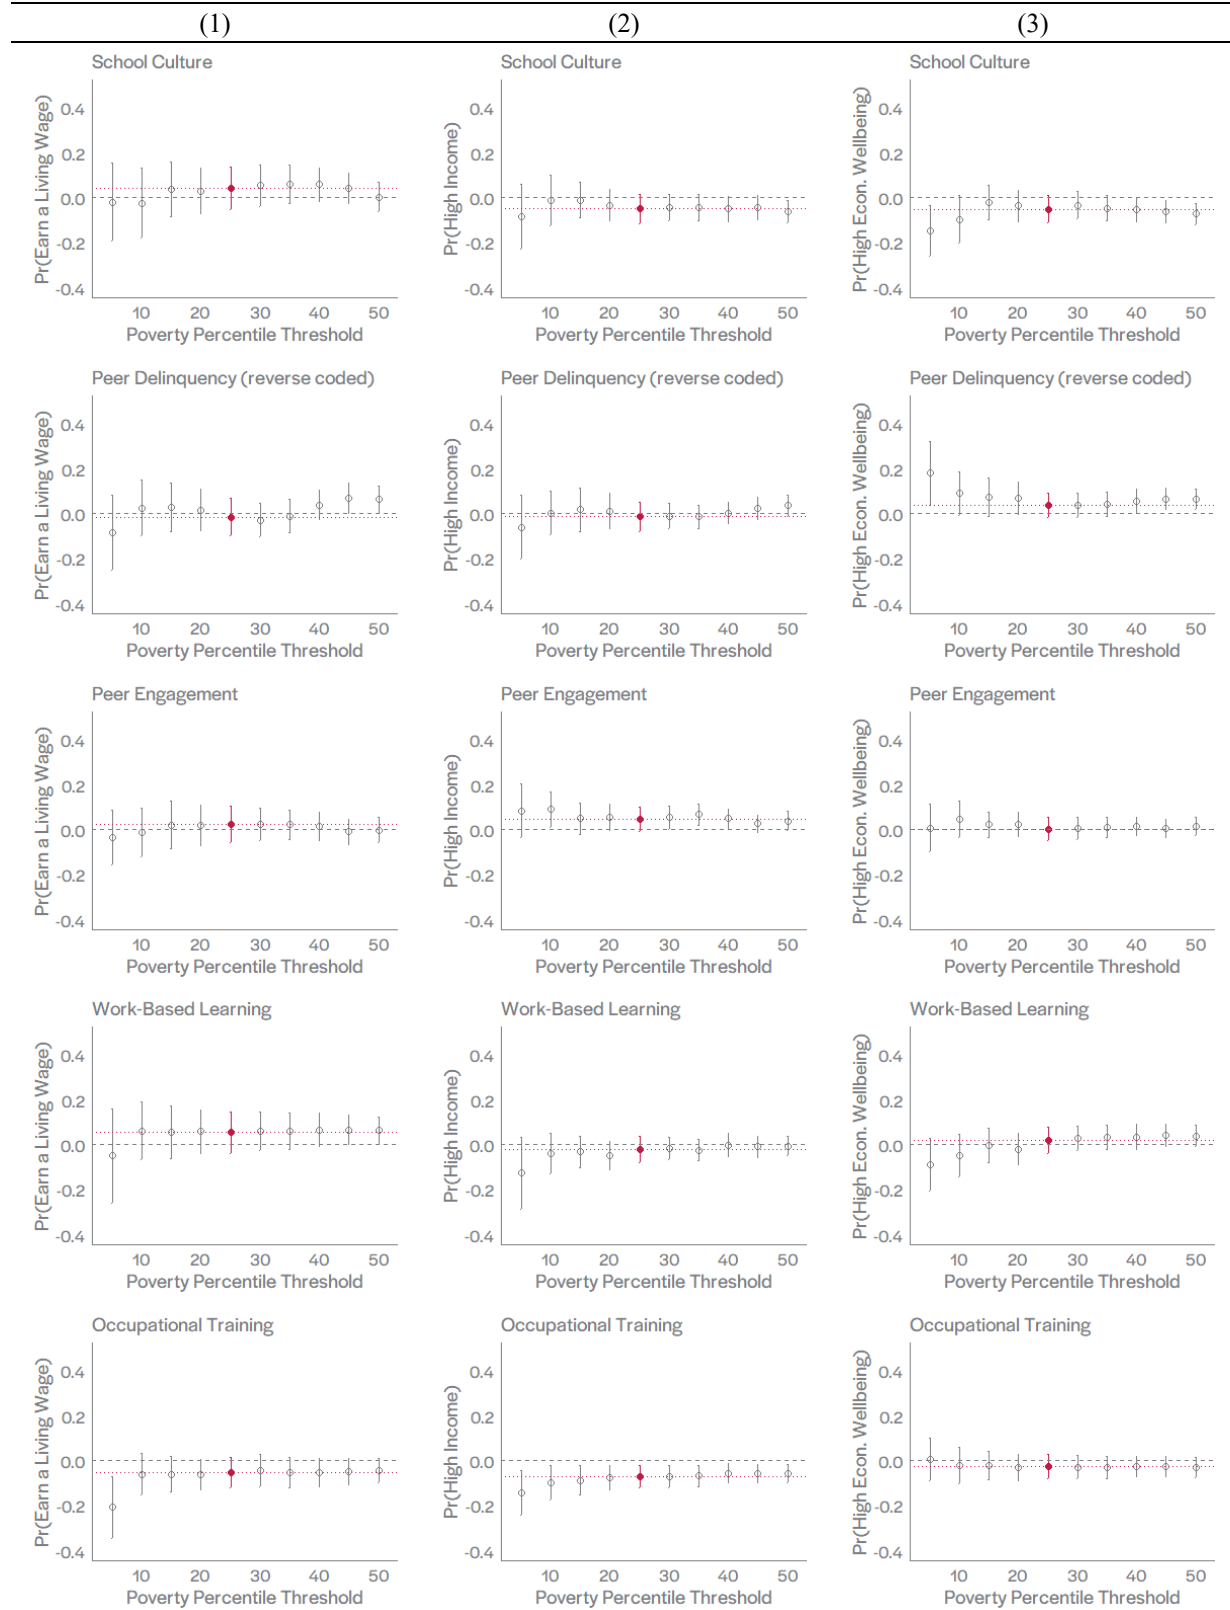 (1) (2) (3)
School Culture School Culture School Culture
Pr(Earn a Living Wage) Pr(High Income) Pr(High Econ. Wellbeing)
0.4 0.4 0.4
0.2 0.2 0.2
0.0 0.0 0.0
-0.2 -0.2 -0.2
-0.4 -0.4 -0.4
10 20 30 40 50 10 20 30 40 50 10 20 30 40 50
Poverty Percentile Threshold Poverty Percentile Threshold Poverty Percentile Threshold
Peer Delinquency (reverse coded) Peer Delinquency (reverse coded) Peer Delinquency (reverse coded)
Pr(Earn a Living Wage) Pr(High Income) Pr(High Econ. Wellbeing)
0.4 0.4 0.4
0.2 0.2 0.2
0.0 0.0 0.0
-0.2 -0.2 -0.2
-0.4 -0.4 -0.4
10 20 30 40 50 10 20 30 40 50 10 20 30 40 50
Poverty Percentile Threshold Poverty Percentile Threshold Poverty Percentile Threshold
Peer Engagement Peer Engagement Peer Engagement
Pr(Earn a Living Wage) Pr(High Income) Pr(High Econ. Wellbeing)
0.4 0.4 0.4
0.2 0.2 0.2
0.0 0.0 0.0
-0.2 -0.2 -0.2
-0.4 -0.4 -0.4
10 20 30 40 50 10 20 30 40 50 10 20 30 40 50
Poverty Percentile Threshold Poverty Percentile Threshold Poverty Percentile Threshold
Work-Based Learning Work-Based Learning Work-Based Learning
Pr(Earn a Living Wage) Pr(High Income) Pr(High Econ. Wellbeing)
0.4 0.4 0.4
0.2 0.2 0.2
0.0 0.0 0.0
-0.2 -0.2 -0.2
-0.4 -0.4 -0.4
10 20 30 40 50 10 20 30 40 50 10 20 30 40 50
Poverty Percentile Threshold Poverty Percentile Threshold Poverty Percentile Threshold
Occupational Training Occupational Training Occupational Training
Pr(Earn a Living Wage) Pr(High Income) Pr(High Econ. Wellbeing)
0.4 0.4 0.4
0.2 0.2 0.2
0.0 0.0 0.0
-0.2 -0.2 -0.2
-0.4 -0.4 -0.4
10 20 30 40 50 10 20 30 40 50 10 20 30 40 50
Poverty Percentile Threshold Poverty Percentile Threshold Poverty Percentile Threshold